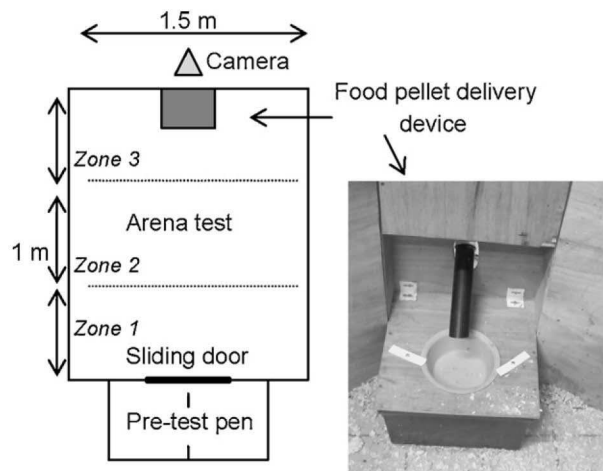 1.5 m
Camera
Food pellet delivery
device
Zone 3
Arena test
1 m
Zone 2
Zone 1
Sliding door
Pre-test pen